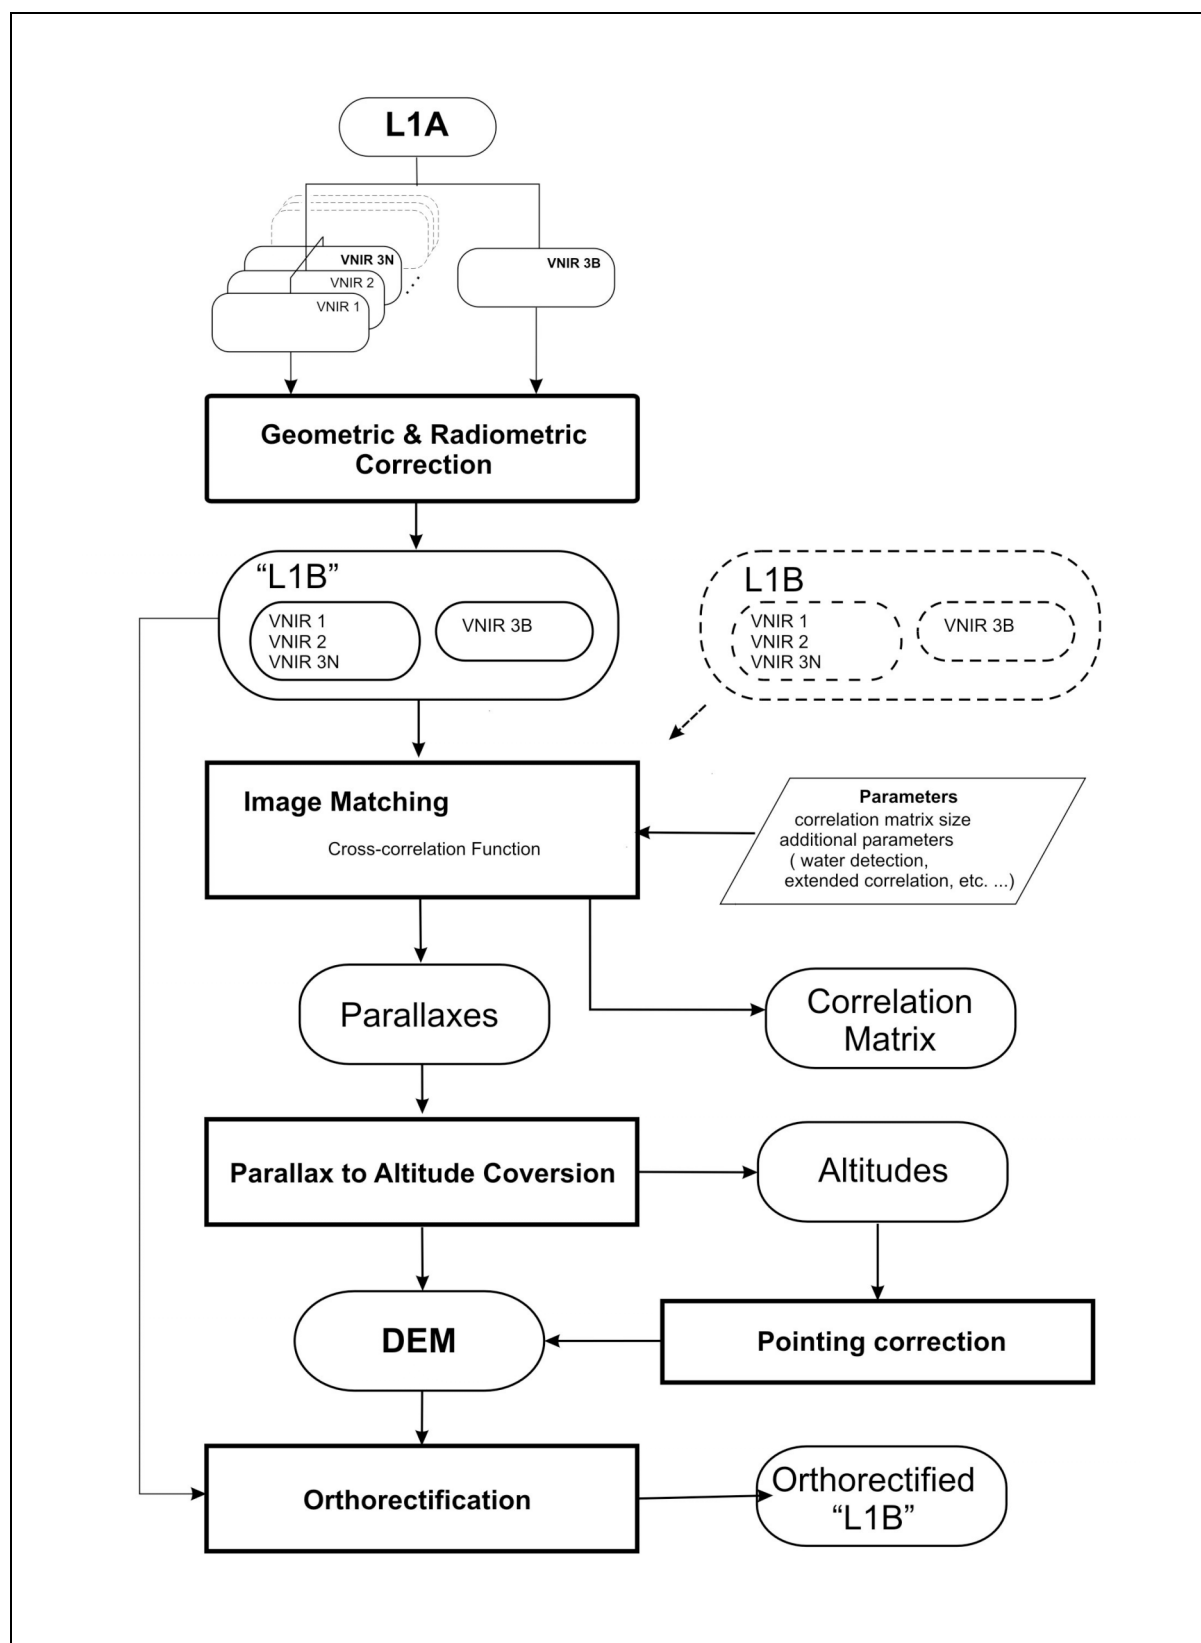 L1A
VNIR 3N
VNIR 2
VNIR 1
VNIR 3B
Geometric & Radiometric
Correction
“L1B”
VNIR 1
VNIR 2
VNIR 3N
VNIR 3B
L1B
VNIR 1
VNIR 2
VNIR 3N
VNIR 3B
Image Matching
Cross-correlation Function
Parameters
correlation matrix size
additional parameters
( water detection,
extended correlation, etc. ...)
Parallaxes
Correlation
Matrix
Parallax to Altitude Coversion
Altitudes
DEM
Pointing correction
Orthorectification
Orthorectified
“L1B”